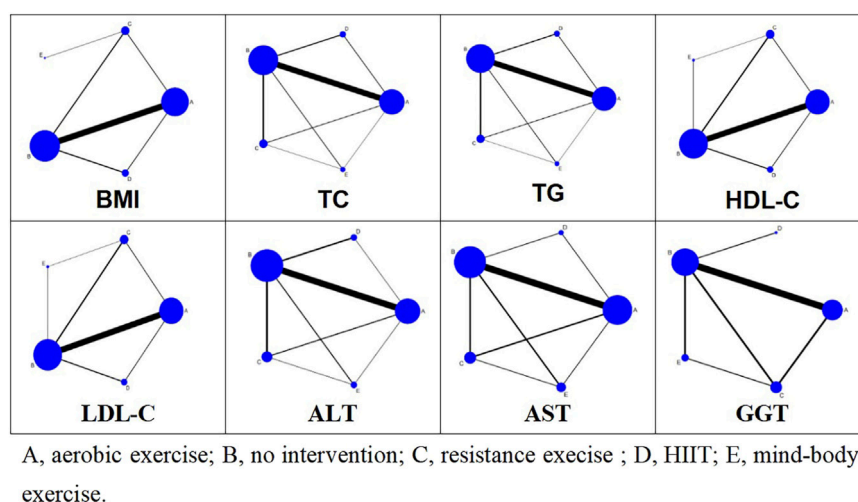 C
E
A
B
D
BMI
D
B
A
C
E
TC
D
B
A
C
E
TG
C
E
A
B
D
HDL-C
C
E
A
B
D
LDL-C
D
B
A
C
E
ALT
D
B
A
C
E
AST
D
B
A
E
C
GGT
A, aerobic exercise; B, no intervention; C, resistance execise ; D, HIIT; E, mind-body
exercise.